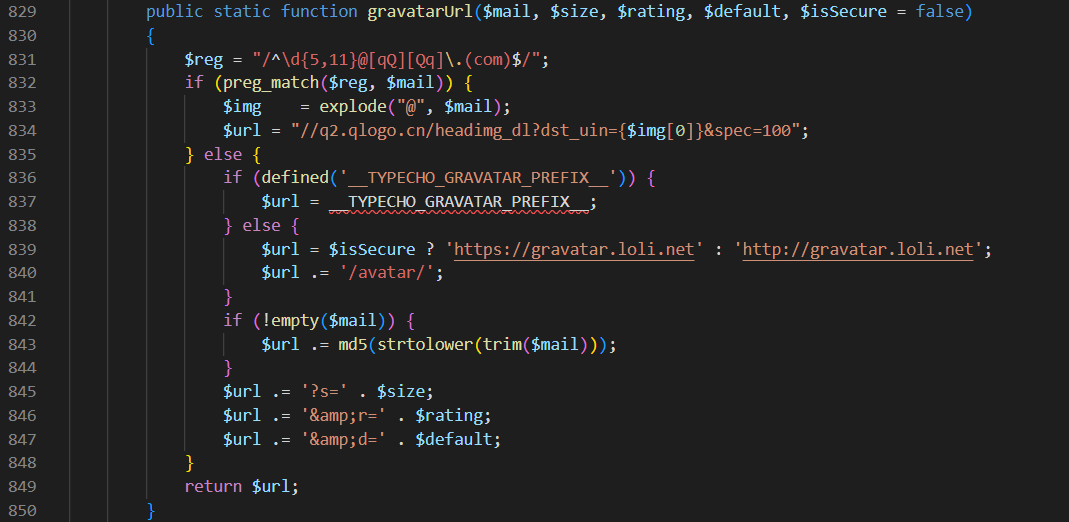 829 public static function gravatarUrl($mail, $size, $rating, $default, $isSecure = false)
830 {
831 $reg = "/^\d{5,11}@[qQ][Qq]\.(com)$/";
832 if (preg_match($reg, $mail)) {
833 $img    = explode("@", $mail);
834 $url = "//q2.qlogo.cn/headimg_dl?dst_uin={$img[0]}&spec=100";
835 } else {
836 if (defined('__TYPECHO_GRAVATAR_PREFIX__')) {
837 $url = __TYPECHO_GRAVATAR_PREFIX__;
838 } else {
839 $url = $isSecure ? 'https://gravatar.loli.net' : 'http://gravatar.loli.net';
840 $url .= '/avatar/';
841 }
842 if (!empty($mail)) {
843 $url .= md5(strtolower(trim($mail)));
844 }
845 $url .= '?s=' . $size;
846 $url .= '&amp;r=' . $rating;
847 $url .= '&amp;d=' . $default;
848 }
849 return $url;
850 }